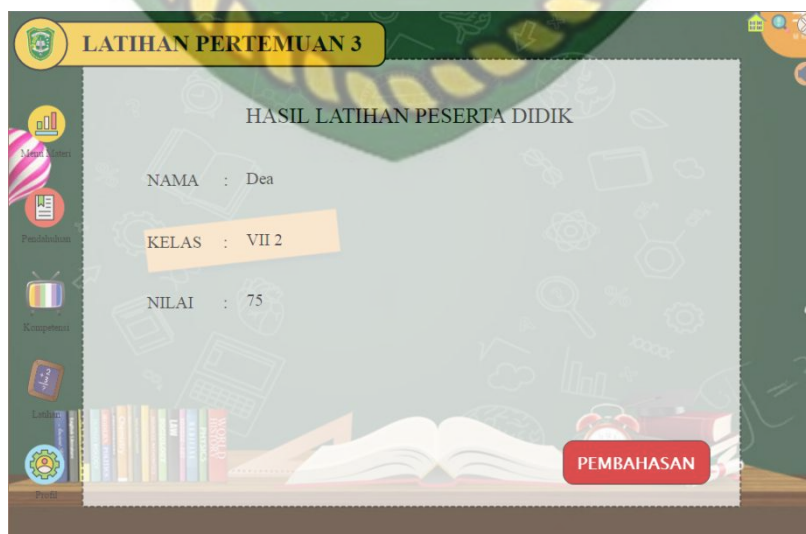 LATIHAN PERTEMUAN 3
HASIL LATIHAN PESERTA DIDIK
NAMA : Dea
KELAS : VII 2
NILAI : 75
Menu Materi
Pendahuluan
Kompetensi
Latihan
Profil
PEMBAHASAN